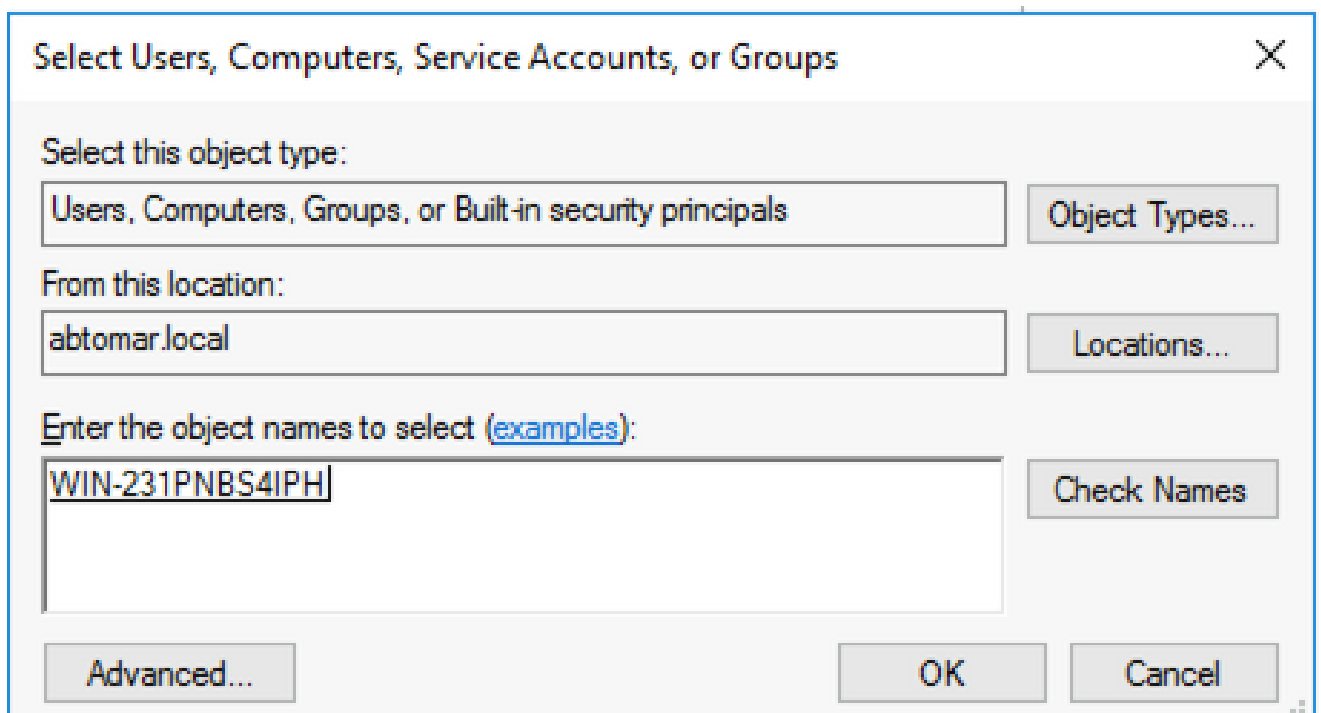 Select Users, Computers, Service Accounts, or Groups
Select this object type:
Users, Computers, Groups, or Built-in security principals
Object Types...
From this location:
abtomar.local
Locations...
Enter the object names to select (examples):
WIN-231PNBS4IPH
Check Names
Advanced...
OK
Cancel